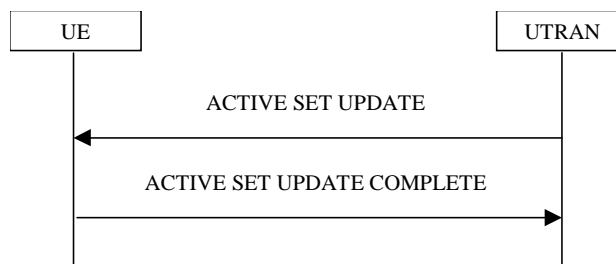 UE
UTRAN
ACTIVE SET UPDATE
ACTIVE SET UPDATE COMPLETE